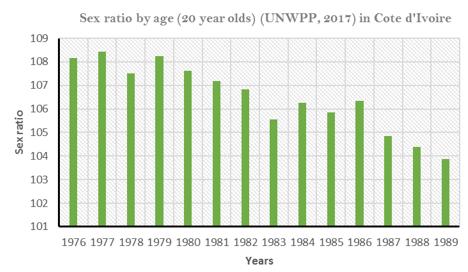 Sex ratio by age (20 year olds) (UNWPP, 2017) in Cote d'Ivoire
109
108
107
106
105
104
103
102
101
Sex ratio
1976 1977 1978 1979 1980 1981 1982 1983 1984 1985 1986 1987 1988 1989
Years